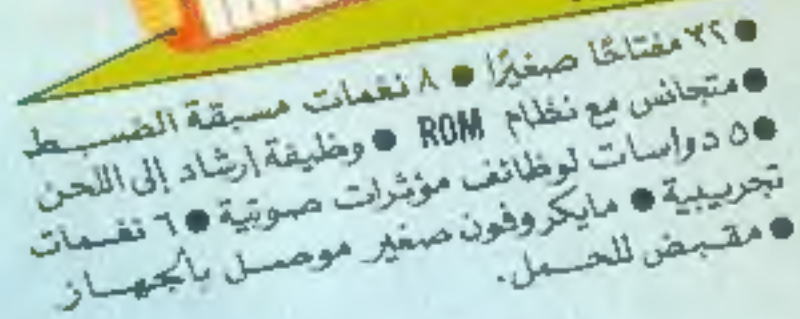 ● ٣٢ مفتاحًا صغيرًا ● ٨ نغمات مسبقة الضبط
● متجانس مع نظام ROM ● وظيفة إرشاد إلى اللحن
● ٥ دواسات لوظائف مؤثرات صوتية ● ٦ نغمات
تجريبية ● مايكروفون صغير موصل بالجهاز
● مقبض للحمل.